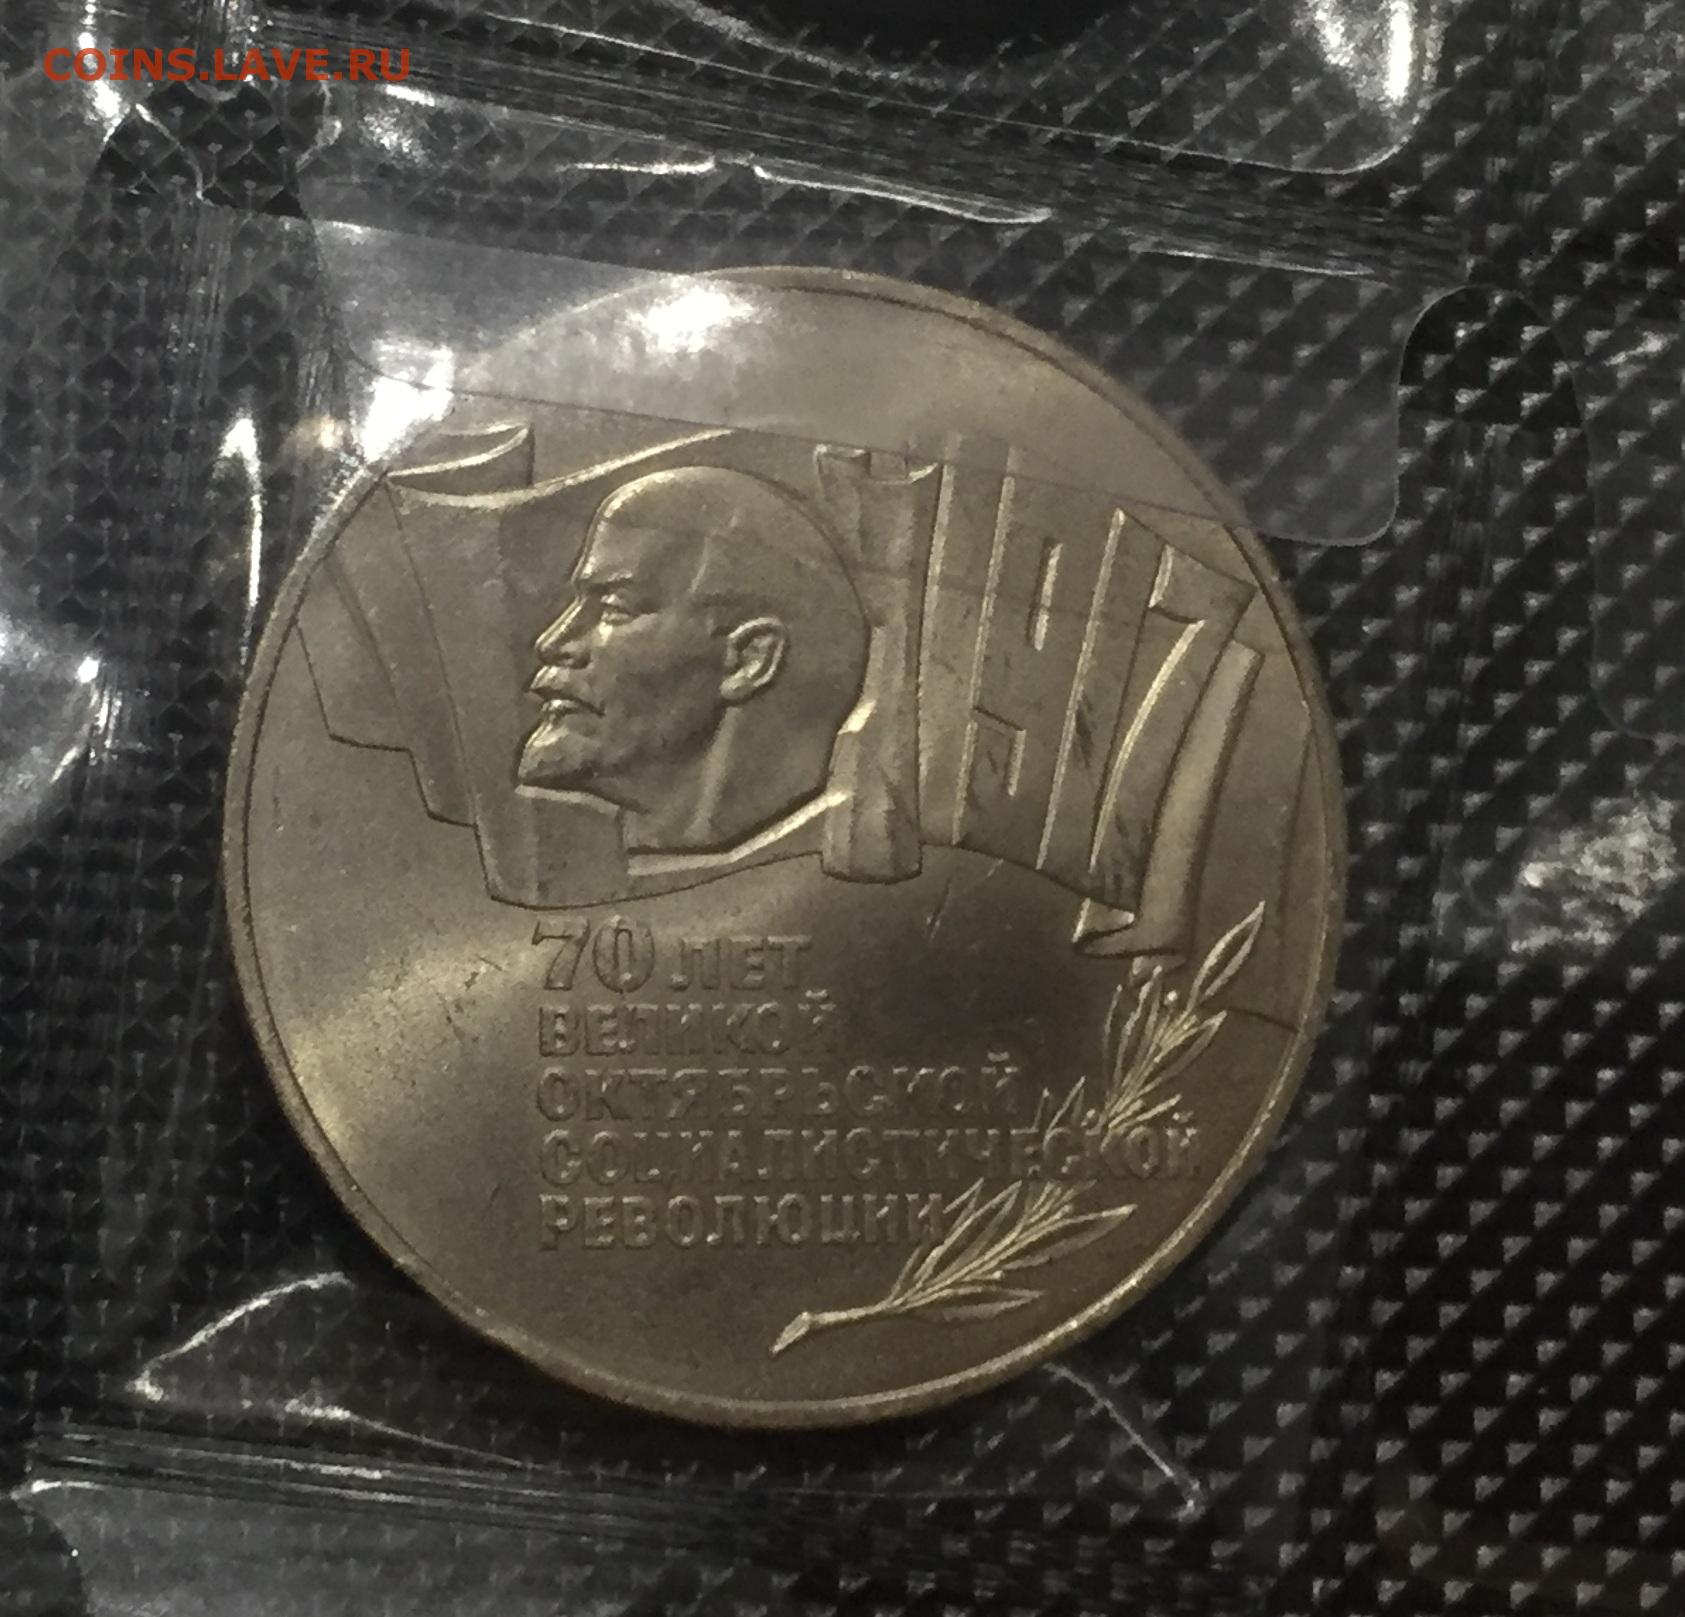 COINS.LAVE.RU
1917
70 ЛЕТ
ВЕЛИКОЙ
ОКТЯБРЬСКОЙ
СОЦИАЛИСТИЧЕСКОЙ
РЕВОЛЮЦИИ